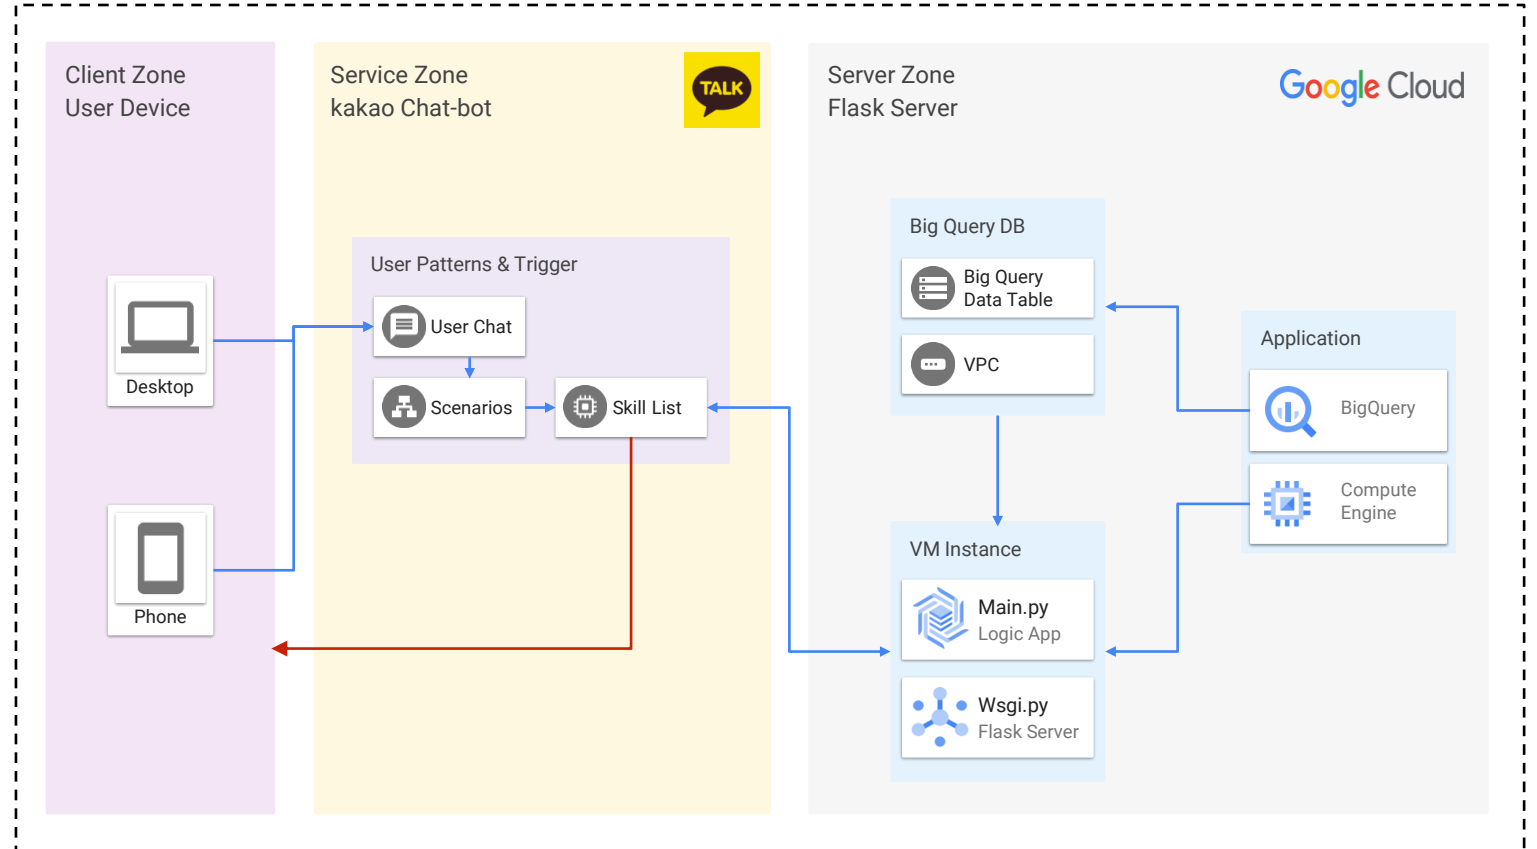 Client Zone
User Device
Desktop
Phone
Service Zone
kakao Chat-bot
TALK
User Patterns & Trigger
User Chat
Scenarios
Skill List
Server Zone
Flask Server
Google Cloud
Big Query DB
Big Query
Data Table
VPC
VM Instance
Main.py
Logic App
Wsgi.py
Flask Server
Application
BigQuery
Compute
Engine